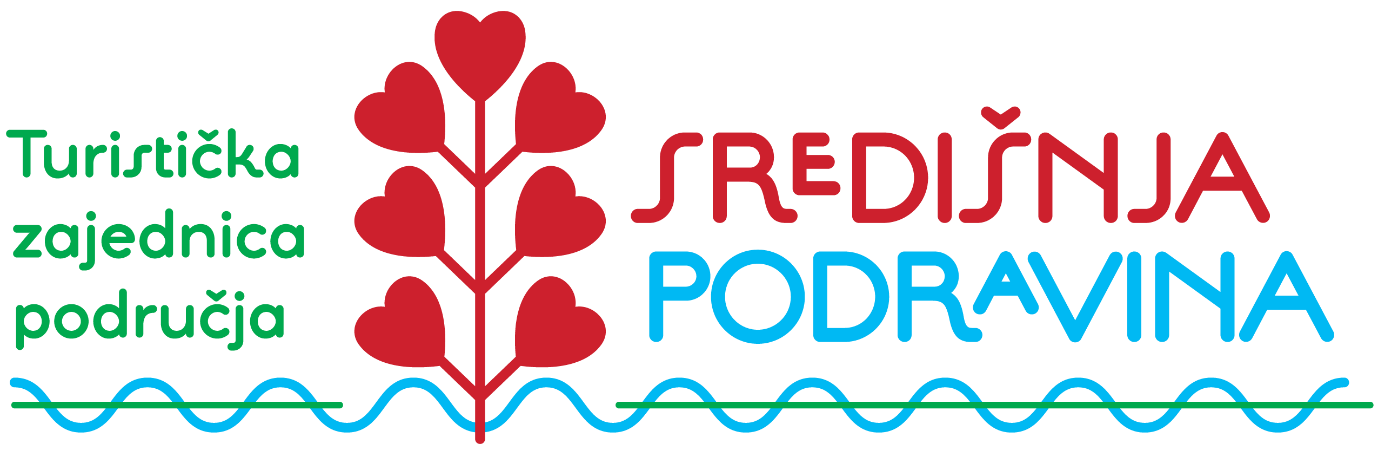 Turistička
zajednica
područja
SREDIŠNJA
PODRAVINA